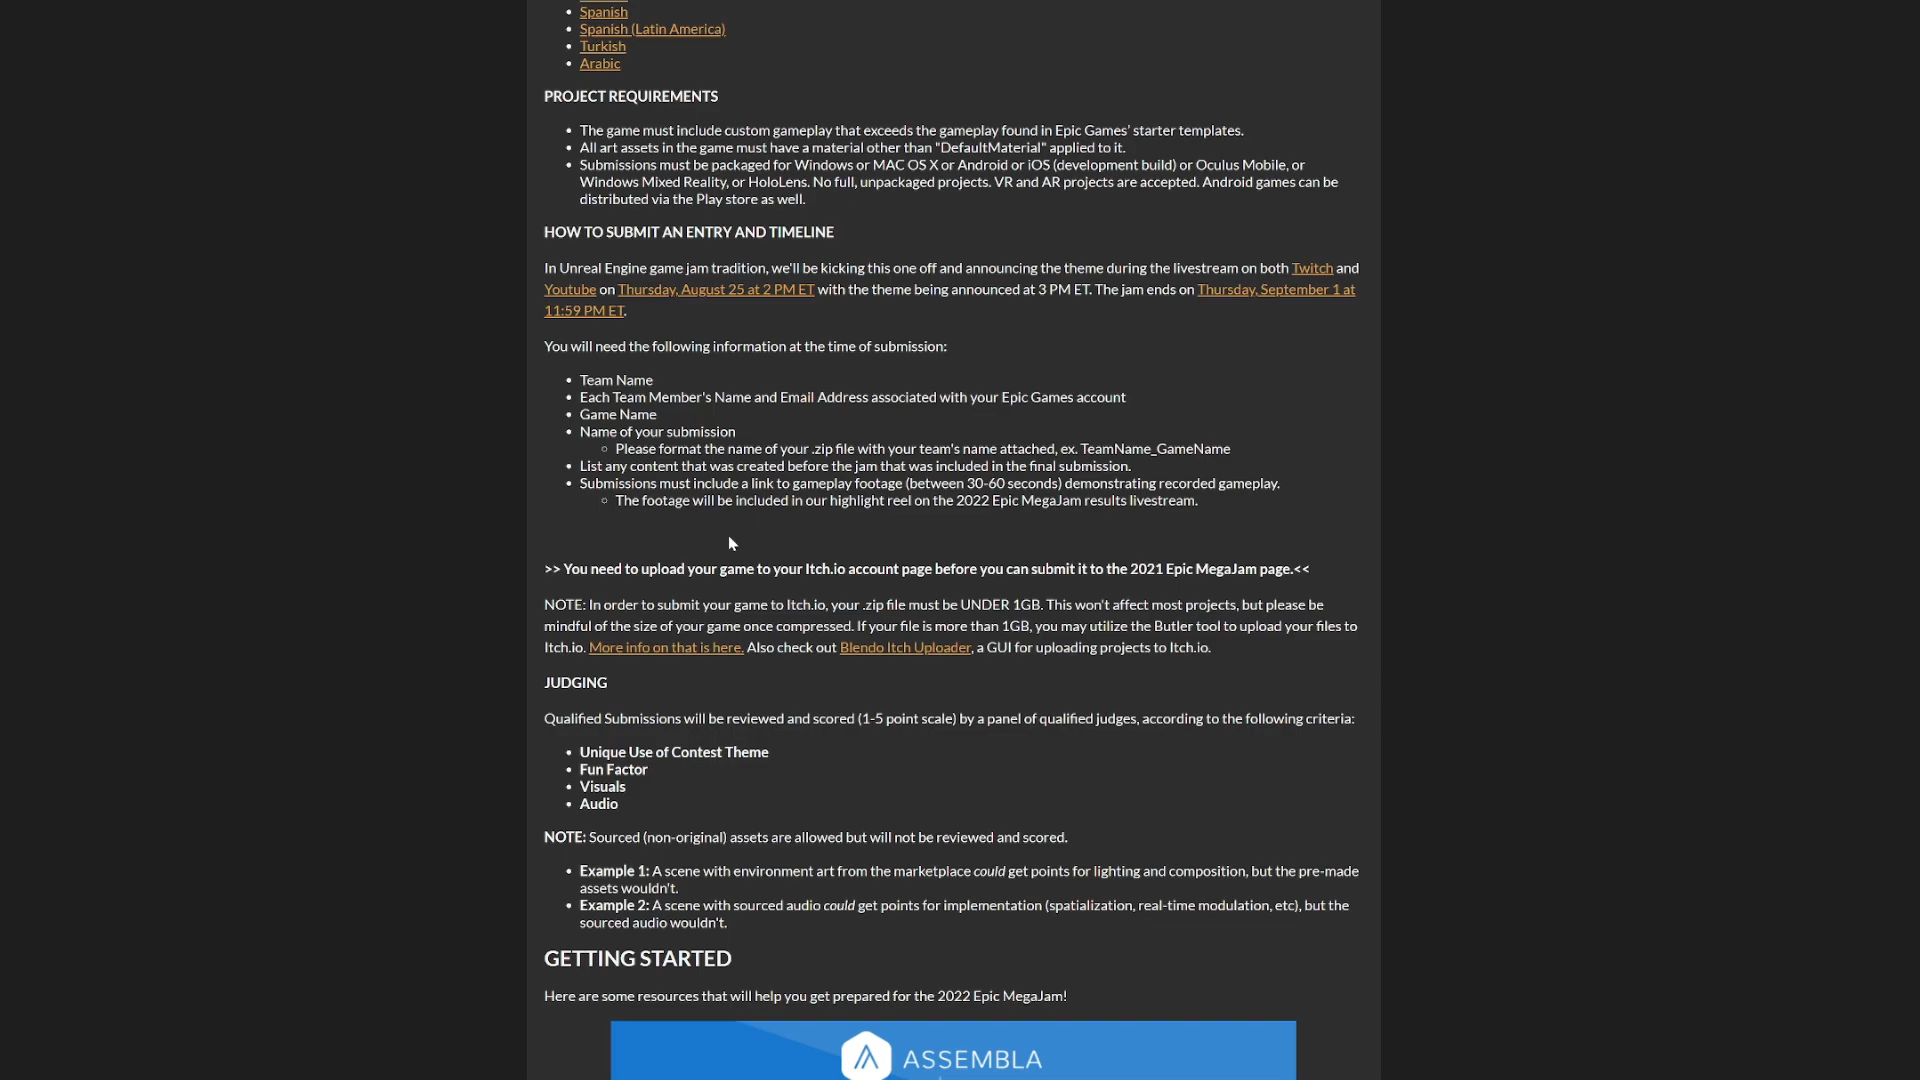 Spanish
Spanish (Latin America)
Turkish
Arabic
PROJECT REQUIREMENTS
The game must include custom gameplay that exceeds the gameplay found in Epic Games' starter templates.
All art assets in the game must have a material other than "DefaultMaterial" applied to it.
Submissions must be packaged for Windows or MAC OS X or Android or iOS (development build) or Oculus Mobile, or
Windows Mixed Reality, or HoloLens. No full, unpackaged projects. VR and AR projects are accepted. Android games can be
distributed via the Play store as well.
HOW TO SUBMIT AN ENTRY AND TIMELINE
In Unreal Engine game jam tradition, we'll be kicking this one off and announcing the theme during the livestream on both Twitch and
Youtube on Thursday, August 25 at 2 PM ET with the theme being announced at 3 PM ET. The jam ends on Thursday, September 1 at
11:59 PM ET.
You will need the following information at the time of submission:
Team Name
Each Team Member's Name and Email Address associated with your Epic Games account
Game Name
Name of your submission
Please format the name of your .zip file with your team's name attached, ex. TeamName_GameName
List any content that was created before the jam that was included in the final submission.
Submissions must include a link to gameplay footage (between 30-60 seconds) demonstrating recorded gameplay.
The footage will be included in our highlight reel on the 2022 Epic MegaJam results livestream.
>> You need to upload your game to your Itch.io account page before you can submit it to the 2021 Epic MegaJam page.<<
NOTE: In order to submit your game to Itch.io, your .zip file must be UNDER 1GB. This won't affect most projects, but please be
mindful of the size of your game once compressed. If your file is more than 1GB, you may utilize the Butler tool to upload your files to
Itch.io. More info on that is here. Also check out Blendo Itch Uploader, a GUI for uploading projects to Itch.io.
JUDGING
Qualified Submissions will be reviewed and scored (1-5 point scale) by a panel of qualified judges, according to the following criteria:
Unique Use of Contest Theme
Fun Factor
Visuals
Audio
NOTE: Sourced (non-original) assets are allowed but will not be reviewed and scored.
Example 1: A scene with environment art from the marketplace could get points for lighting and composition, but the pre-made
assets wouldn't.
Example 2: A scene with sourced audio could get points for implementation (spatialization, real-time modulation, etc), but the
sourced audio wouldn't.
GETTING STARTED
Here are some resources that will help you get prepared for the 2022 Epic MegaJam!
ASSEMBLA